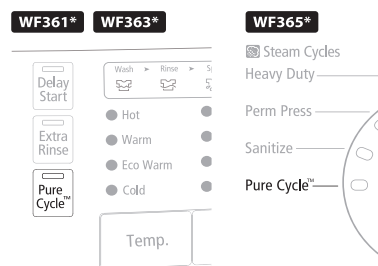 WF361* WF363*
Delay
Start
Extra
Rinse
Pure
Cycle™
Wash > Rinse >
Hot
Warm
Eco Warm
Cold
Temp.
WF365*
Steam Cycles
Heavy Duty
Perm Press
Sanitize
Pure Cycle™